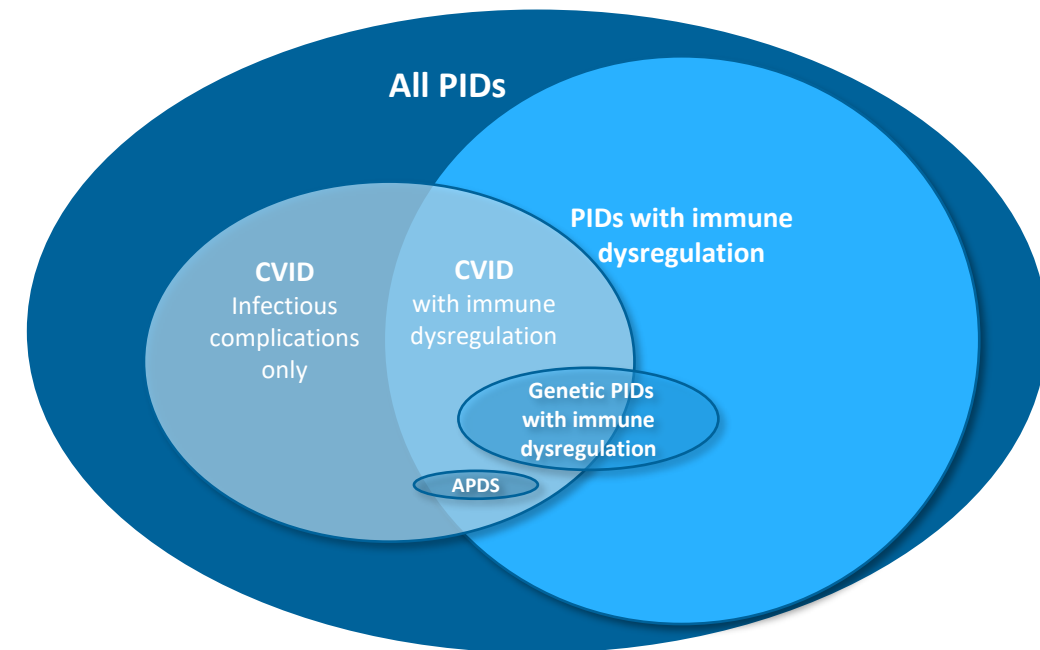 All PIDs
PIDs with immune
dysregulation
CVID
Infectious
complications
only
CVID
with immune
dysregulation
Genetic PIDs
with immune
dysregulation
APDS